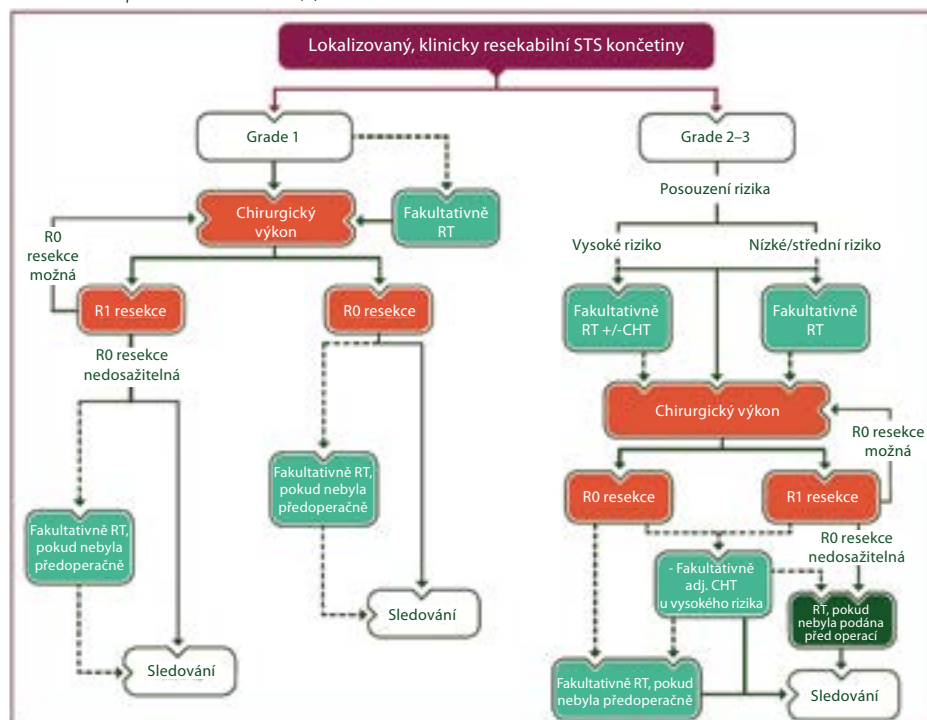 Lokalizovaný, klinicky resekabilní STS končetiny
Grade 1
Grade 2–3
Posouzení rizika
Chirurgický
výkon
Fakultativně
RT
R0
resekce
možná
Vysoké riziko
Nízké/střední riziko
R1 resekce
R0 resekce
Fakultativně
RT +/-CHT
Fakultativně
RT
R0 resekce
nedosažitelná
Chirurgický výkon
R0 resekce
možná
Fakultativně RT,
pokud nebyla
předoperačně
R0 resekce
R1 resekce
Fakultativně RT,
pokud nebyla
předoperačně
R0 resekce
nedosažitelná
- Fakultativně
adj. CHT
u vysokého rizika
RT, pokud
nebyla podána
před operací
Sledování
Sledování
Fakultativně RT, pokud
nebyla předoperačně
Sledování